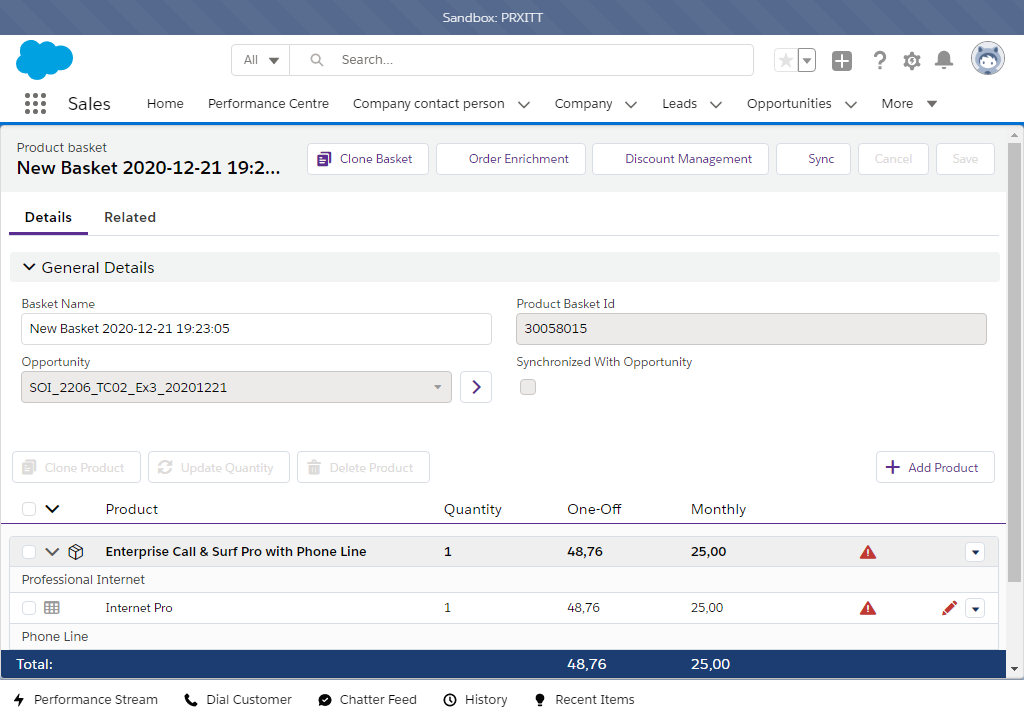 Sandbox: PRXITT
All
Search...
Sales
Home
Performance Centre
Company contact person
Company
Leads
Opportunities
More
Product basket
New Basket 2020-12-21 19:2...
Clone Basket
Order Enrichment
Discount Management
Sync
Cancel
Save
Details
Related
General Details
Basket Name
Product Basket Id
New Basket 2020-12-21 19:23:05
30058015
Opportunity
Synchronized With Opportunity
SOI_2206_TC02_Ex3_20201221
Clone Product
Update Quantity
Delete Product
Add Product
Product Quantity One-Off Monthly
Enterprise Call & Surf Pro with Phone Line 1 48,76 25,00
Professional Internet
Internet Pro 1 48,76 25,00
Phone Line
Total: 48,76 25,00
Performance Stream
Dial Customer
Chatter Feed
History
Recent Items